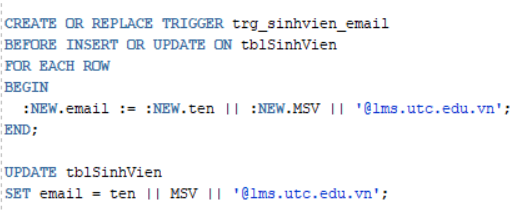 CREATE OR REPLACE TRIGGER trg_sinhvien_email
BEFORE INSERT OR UPDATE ON tblSinhVien
FOR EACH ROW
BEGIN
  :NEW.email := :NEW.ten || :NEW.MSV || '@lms.utc.edu.vn';
END;

UPDATE tblSinhVien
SET email = ten || MSV || '@lms.utc.edu.vn';